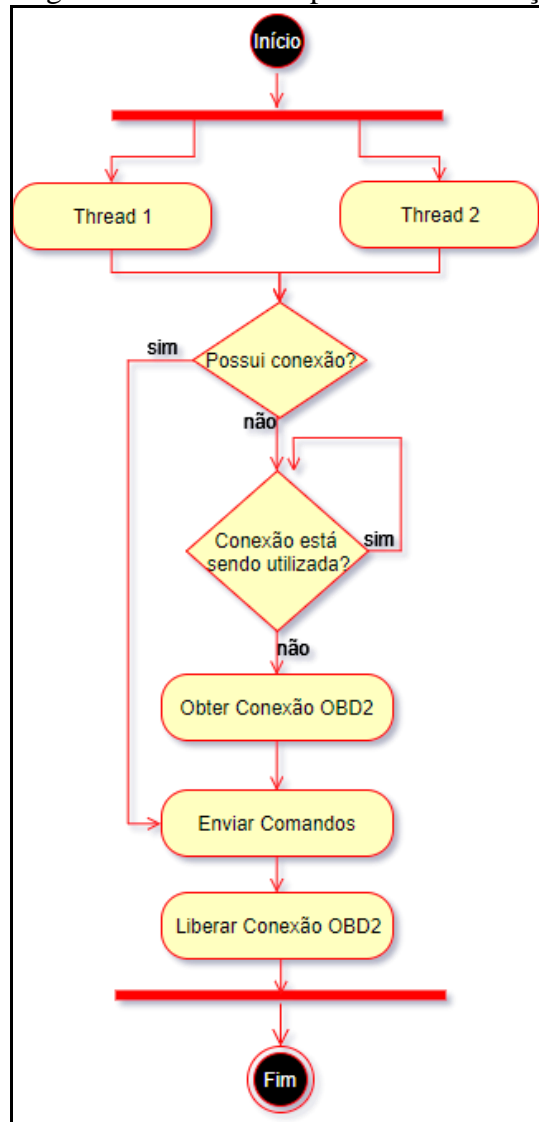 Início
Thread 1
Thread 2
sim
Possui conexão?
não
Conexão está
sendo utilizada?
sim
não
Obter Conexão OBD2
Enviar Comandos
Liberar Conexão OBD2
Fim